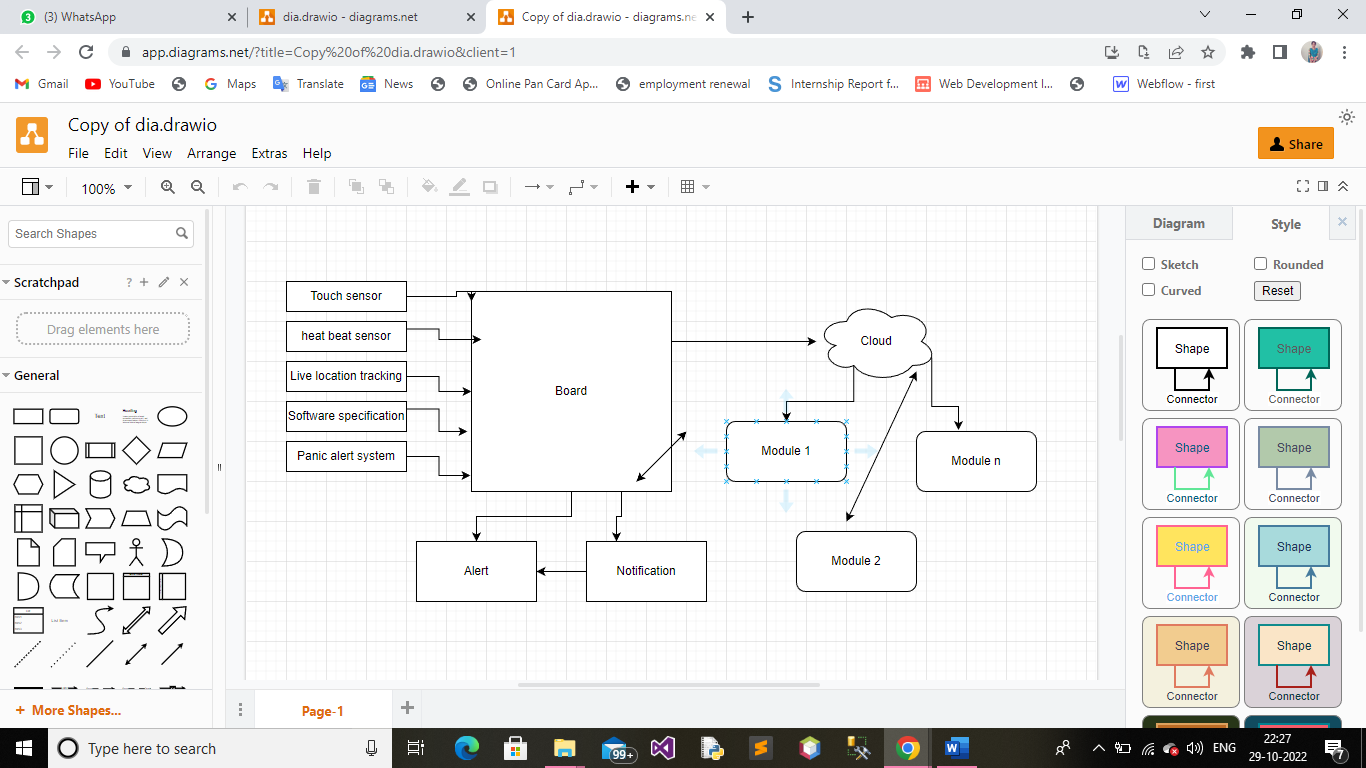 (3) WhatsApp
dia.drawio - diagrams.net
Copy of dia.drawio - diagrams.ne
app.diagrams.net/?title=Copy%20of%20dia.drawio&client=1
Gmail YouTube Maps Translate News Online Pan Card Ap... employment renewal Internship Report f... Web Development I... Webflow - first
Copy of dia.drawio
File Edit View Arrange Extras Help
Share
100%
Search Shapes
Scratchpad
Drag elements here
General
Text
Heading
List Item
+ More Shapes...
Touch sensor
heat beat sensor
Live location tracking
Software specification
Panic alert system
Board
Cloud
Module 1
Module n
Module 2
Alert
Notification
Page-1
Diagram
Style
Sketch
Rounded
Curved
Reset
Shape
Connector
Shape
Connector
Shape
Connector
Shape
Connector
Shape
Connector
Shape
Connector
Shape
Connector
Shape
Connector
Type here to search
99+
ENG
22:27
29-10-2022
7